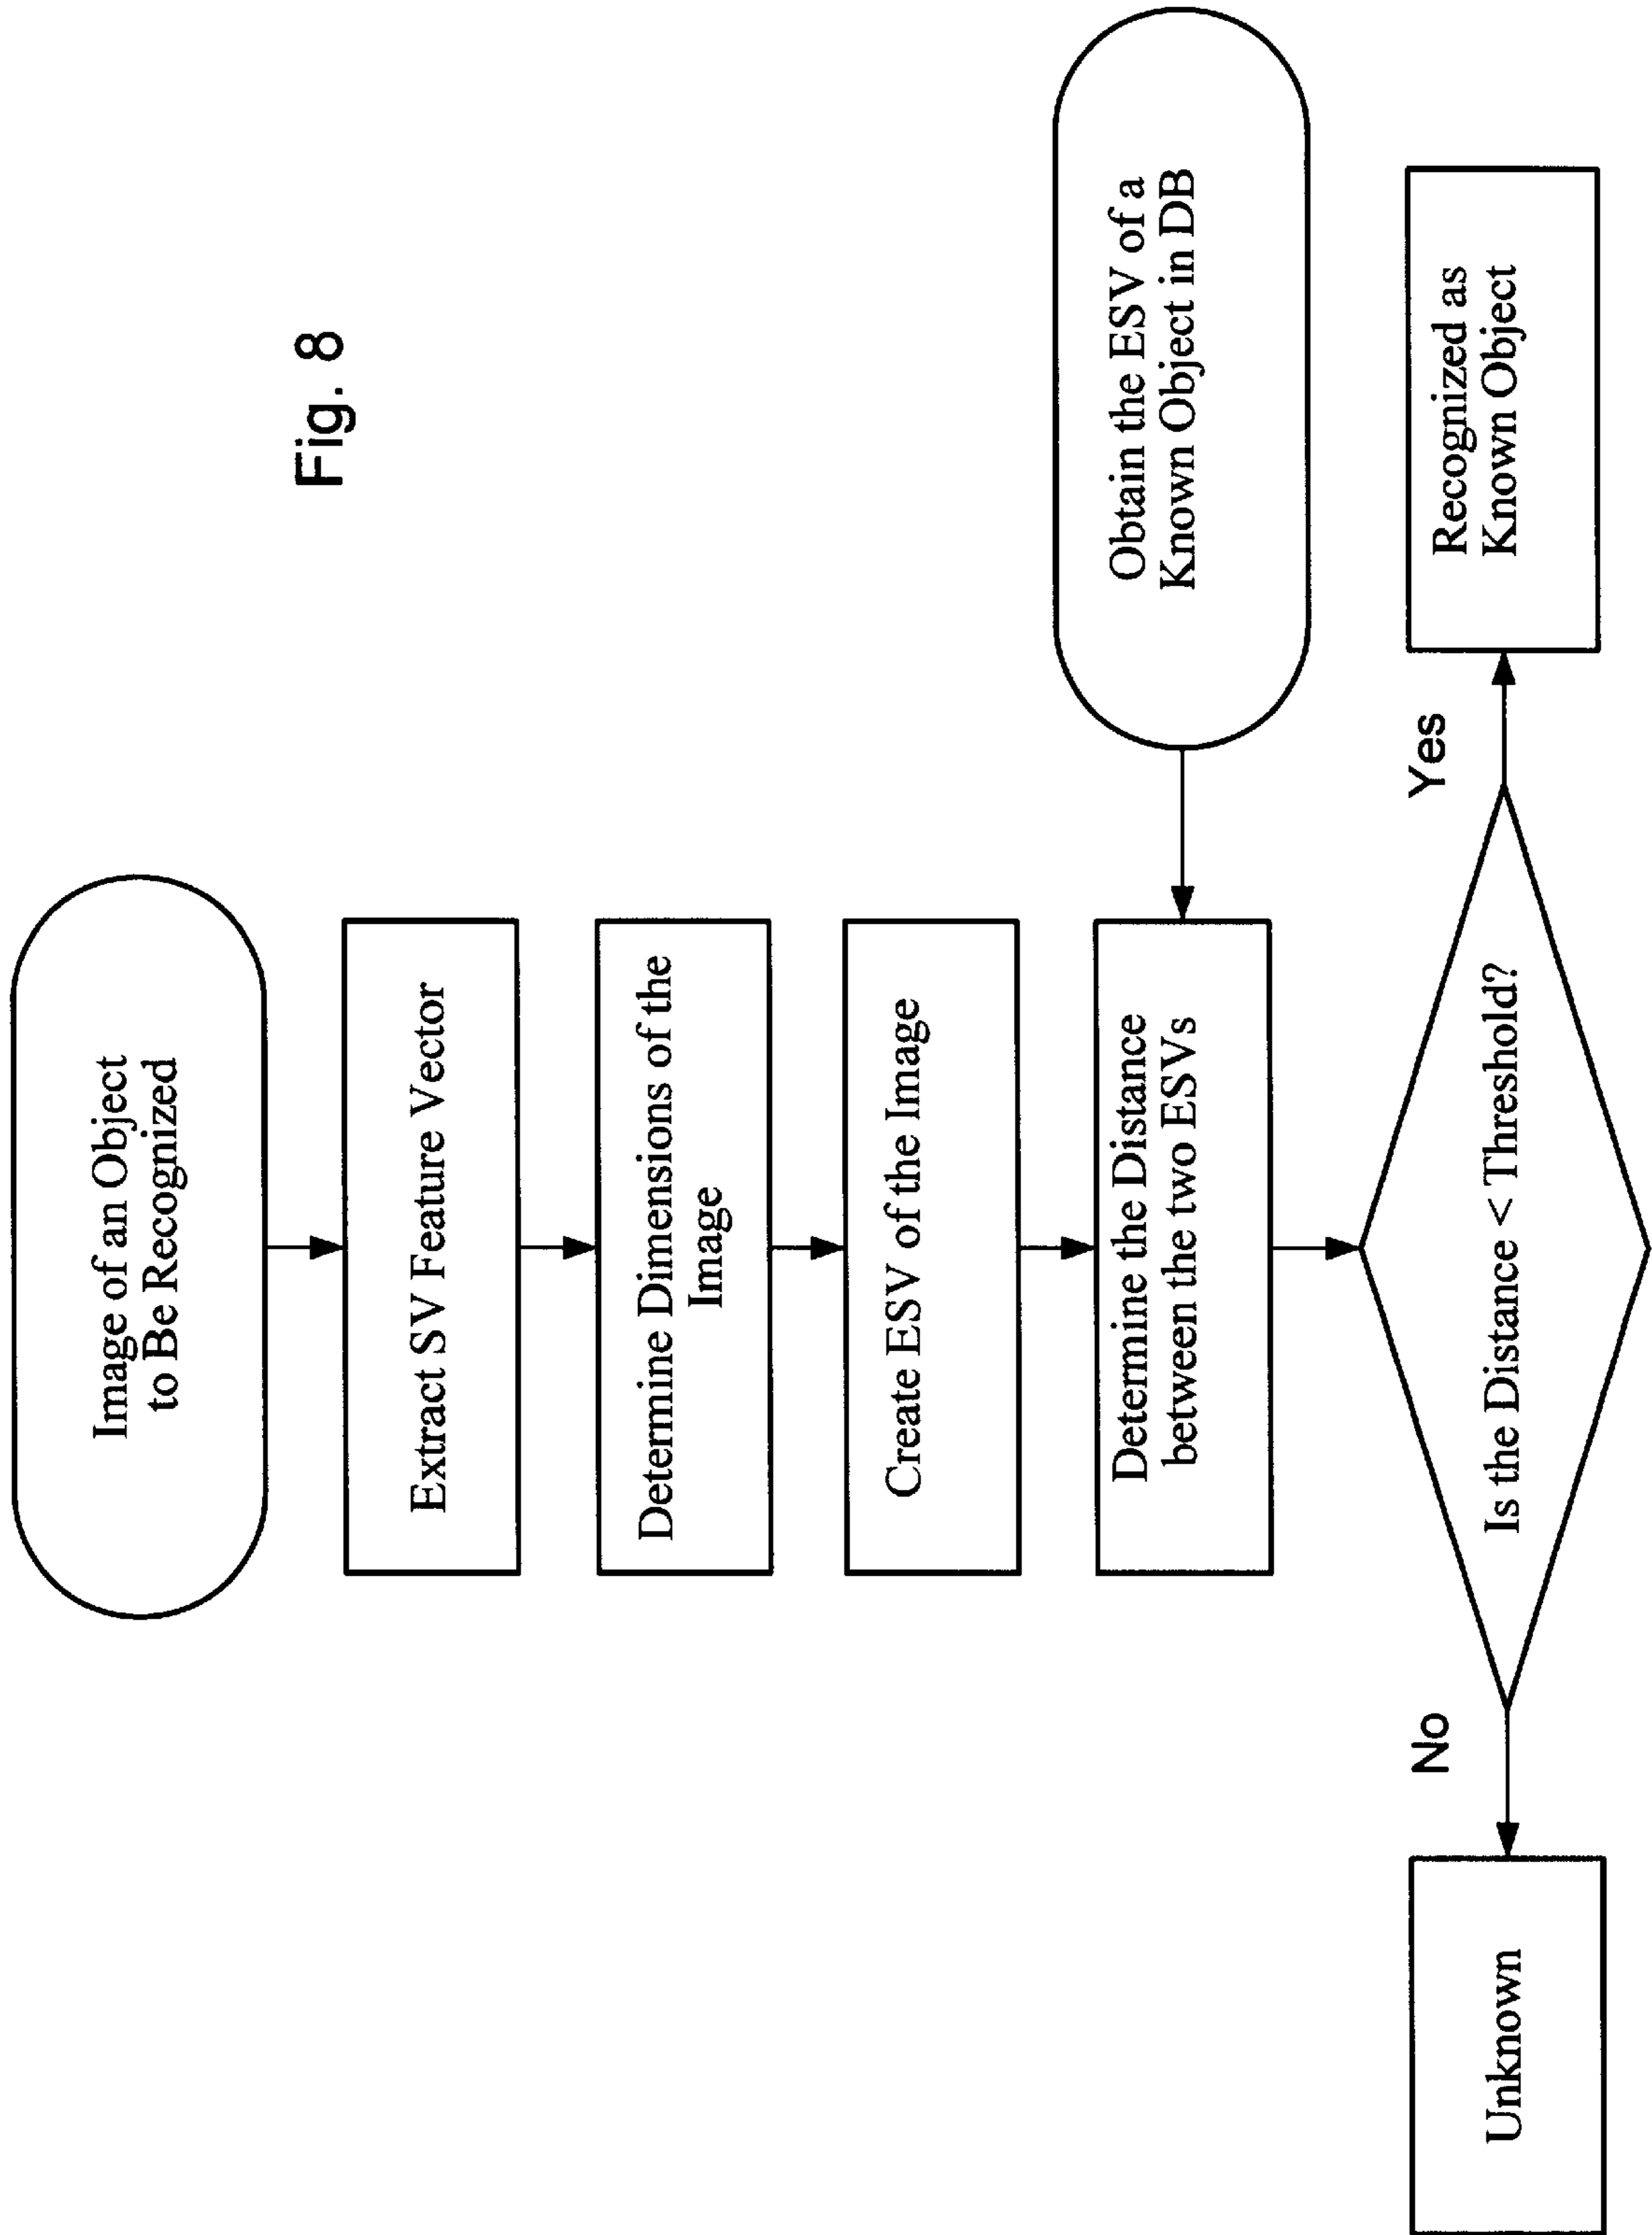 Fig. 8
Image of an Object
to Be Recognized
Extract SV Feature Vector
Determine Dimensions of the
Image
Create ESV of the Image
Obtain the ESV of a
Known Object in DB
Determine the Distance
between the two ESVs
Is the Distance < Threshold?
No
Yes
Unknown
Recognized as
Known Object